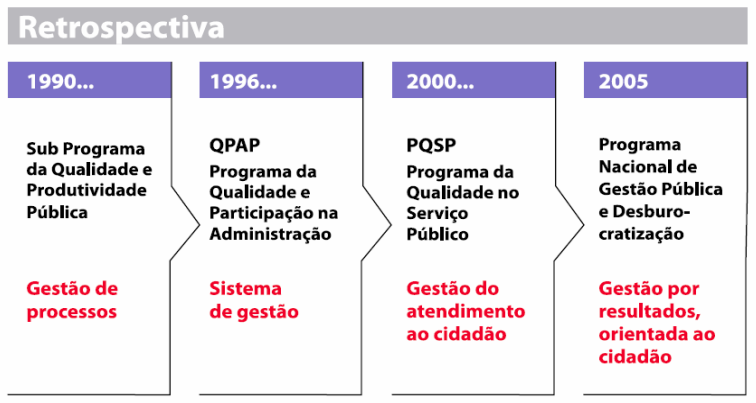 Retrospectiva
1990...
Sub Programa
da Qualidade e
Produtividade
Pública
Gestão de
processos
1996...
QPAP
Programa da
Qualidade e
Participação na
Administração
Sistema
de gestão
2000...
PQSP
Programa da
Qualidade no
Serviço
Público
Gestão do
atendimento
ao cidadão
2005
Programa
Nacional de
Gestão Pública
e Desburo-
cratização
Gestão por
resultados,
orientada ao
cidadão